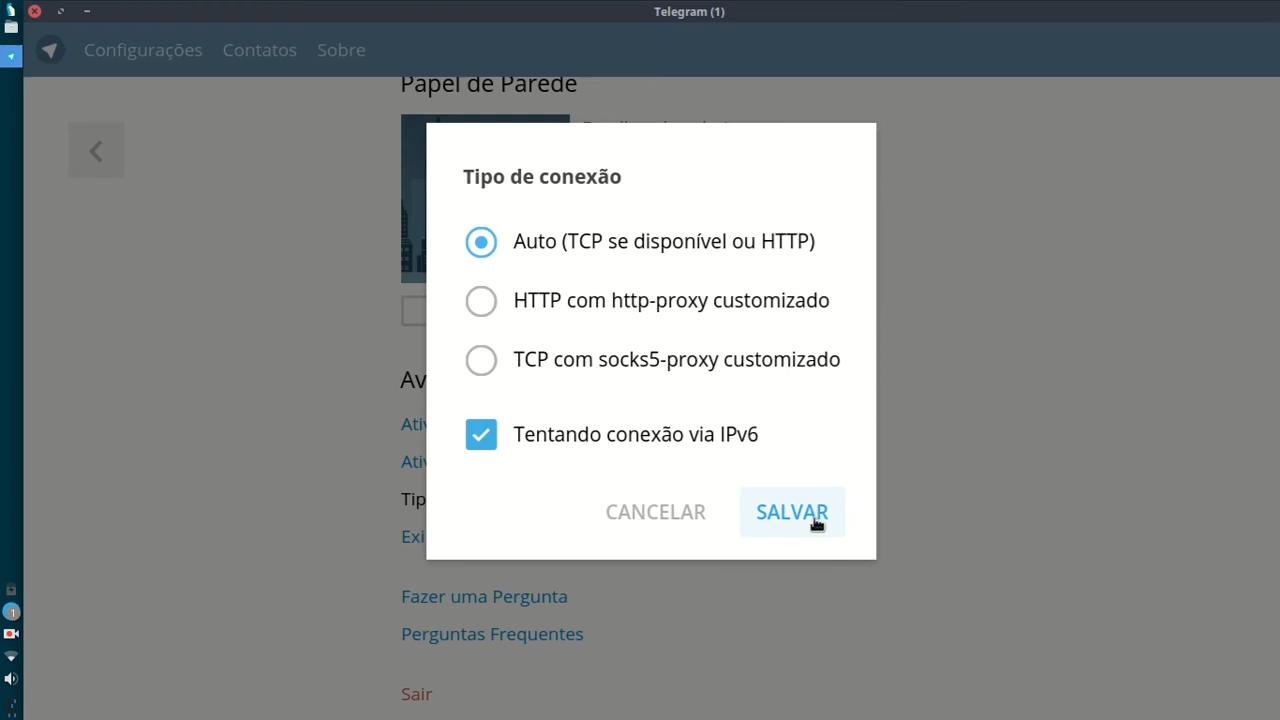 Telegram (1)
Configurações Contatos Sobre
Papel de Parede
Tipo de conexão
Auto (TCP se disponível ou HTTP)
HTTP com http-proxy customizado
TCP com socks5-proxy customizado
Tentando conexão via IPv6
CANCELAR SALVAR
Av
Ativ
Ativ
Tip
Exi
Fazer uma Pergunta
Perguntas Frequentes
Sair